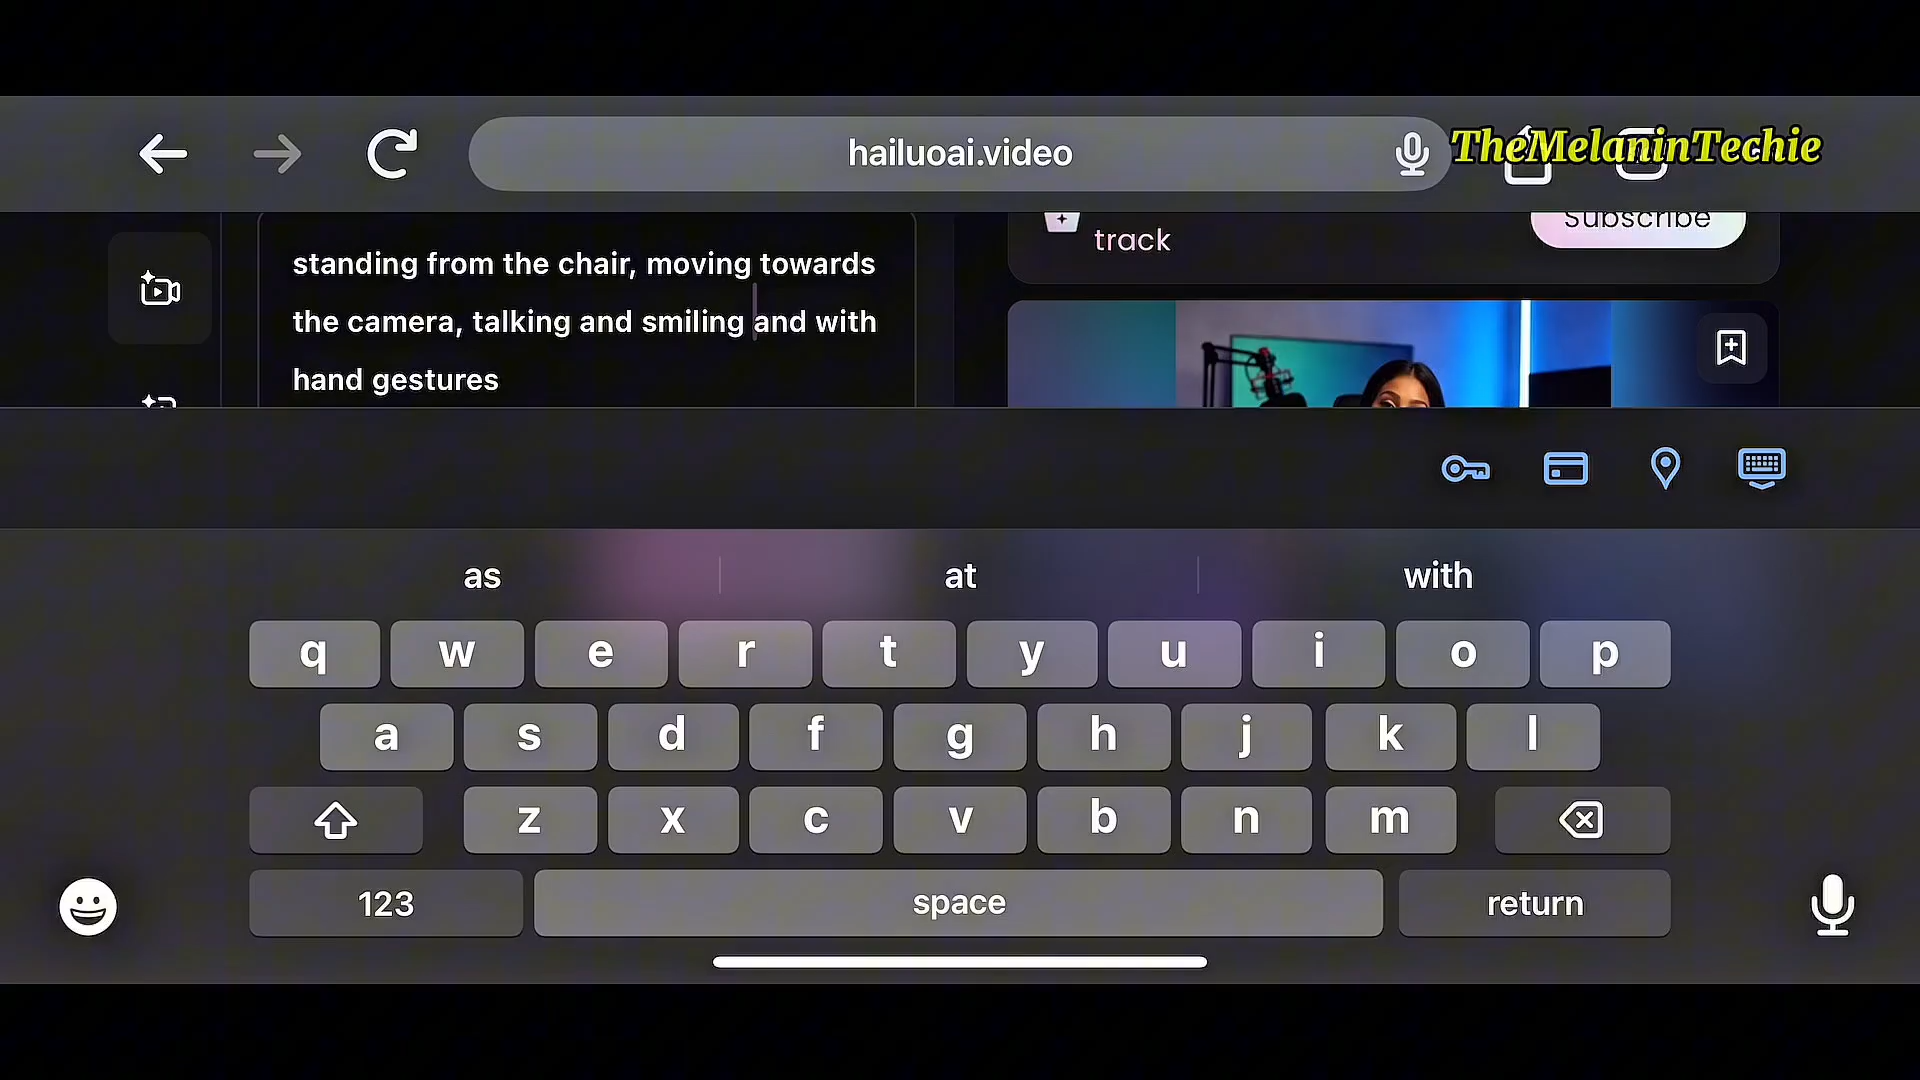 hailuoai.video
TheMelaninTechie
track
Subscribe
standing from the chair, moving towards
the camera, talking and smiling and with
hand gestures
as at with
q w e r t y u i o p
a s d f g h j k l
z x c v b n m
123 space return